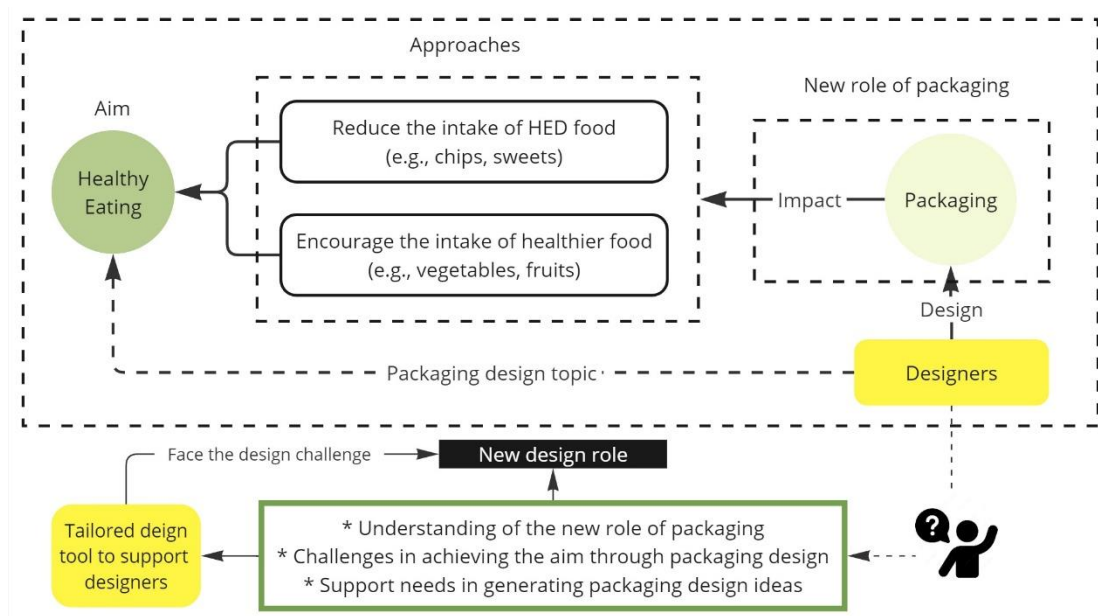 Approaches
New role of packaging
Aim
Reduce the intake of HED food
(e.g., chips, sweets)
Healthy
Eating
Impact
Packaging
Encourage the intake of healthier food
(e.g., vegetables, fruits)
Design
Packaging design topic
Designers
Face the design challenge
New design role
Tailored deign
tool to support
designers
* Understanding of the new role of packaging
* Challenges in achieving the aim through packaging design
* Support needs in generating packaging design ideas
?